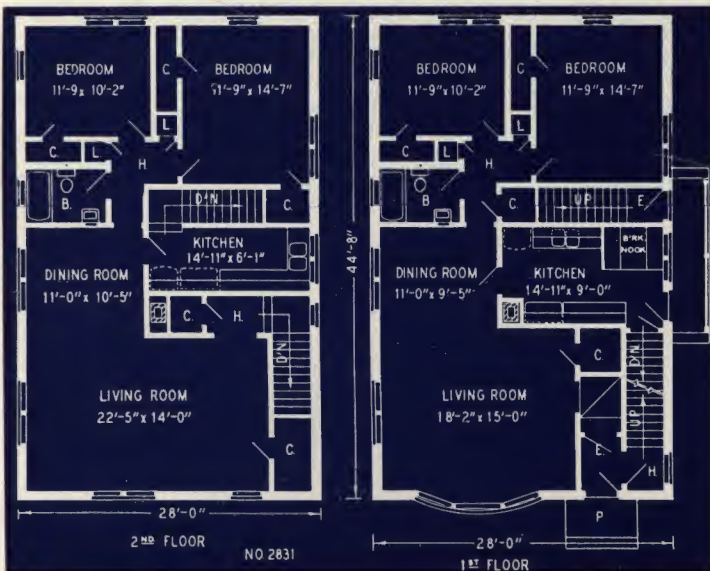 BEDROOM
11'-9 x 10'-2"
C.
BEDROOM
11'-9" x 14'-7"
L
C.
L.
H.
B.
D'N
C.
KITCHEN
14'-11" x 6'-1"
DINING ROOM
11'-0" x 10'-5"
C.
H.
D'N
LIVING ROOM
22'-5" x 14'-0"
C.
28'-0"
2ND FLOOR
NO. 2831
44'-8"
BEDROOM
11'-9" x 10'-2"
C
BEDROOM
11'-9" x 14'-7"
L
C.
L
H.
B
C.
UP
E.
B'RK.
NOOK
KITCHEN
14'-11" x 9'-0"
DINING ROOM
11'-0" x 9'-5"
C.
D'N
LIVING ROOM
18'-2" x 15'-0"
UP
E.
H.
P
28'-0"
1ST FLOOR